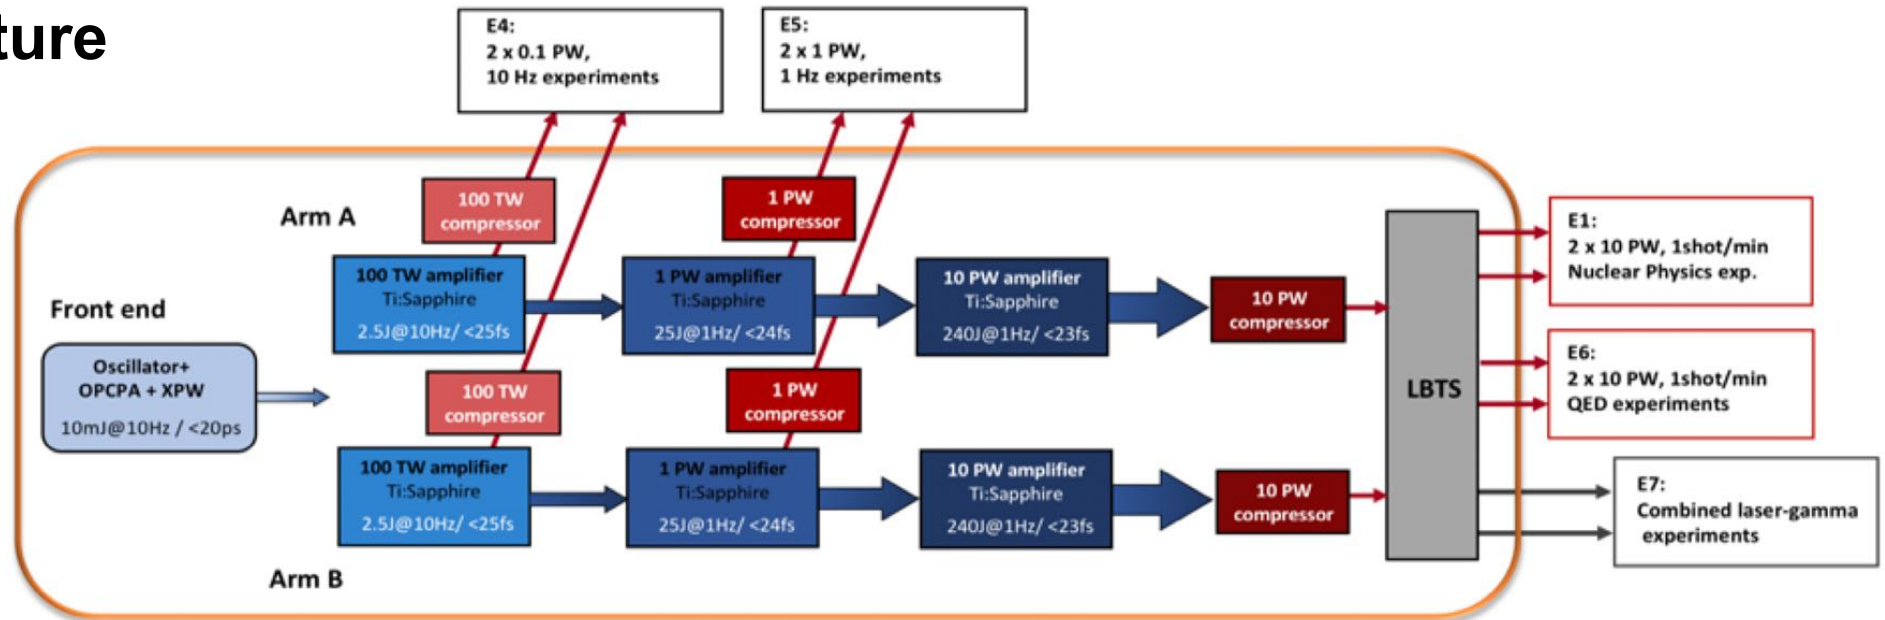 ture
E4:
2 x 0.1 PW,
10 Hz experiments
E5:
2 x 1 PW,
1 Hz experiments
Arm A
100 TW
compressor
1 PW
compressor
100 TW amplifier
Ti:Sapphire
2.5J@10Hz/ <25fs
1 PW amplifier
Ti:Sapphire
25J@1Hz/ <24fs
10 PW amplifier
Ti:Sapphire
240J@1Hz/ <23fs
10 PW
compressor
Front end
Oscillator+
OPCPA + XPW
10mJ@10Hz / <20ps
100 TW
compressor
1 PW
compressor
100 TW amplifier
Ti:Sapphire
2.5J@10Hz/ <25fs
1 PW amplifier
Ti:Sapphire
25J@1Hz/ <24fs
10 PW amplifier
Ti:Sapphire
240J@1Hz/ <23fs
10 PW
compressor
Arm B
LBTS
E1:
2 x 10 PW, 1shot/min
Nuclear Physics exp.
E6:
2 x 10 PW, 1shot/min
QED experiments
E7:
Combined laser-gamma
experiments